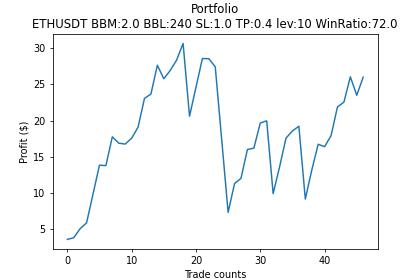 Portfolio
ETHUSDT BBM:2.0 BBL:240 SL:1.0 TP:0.4 lev:10 WinRatio:72.0
30
25
20
15
10
5
Profit ($)
0 10 20 30 40
Trade counts